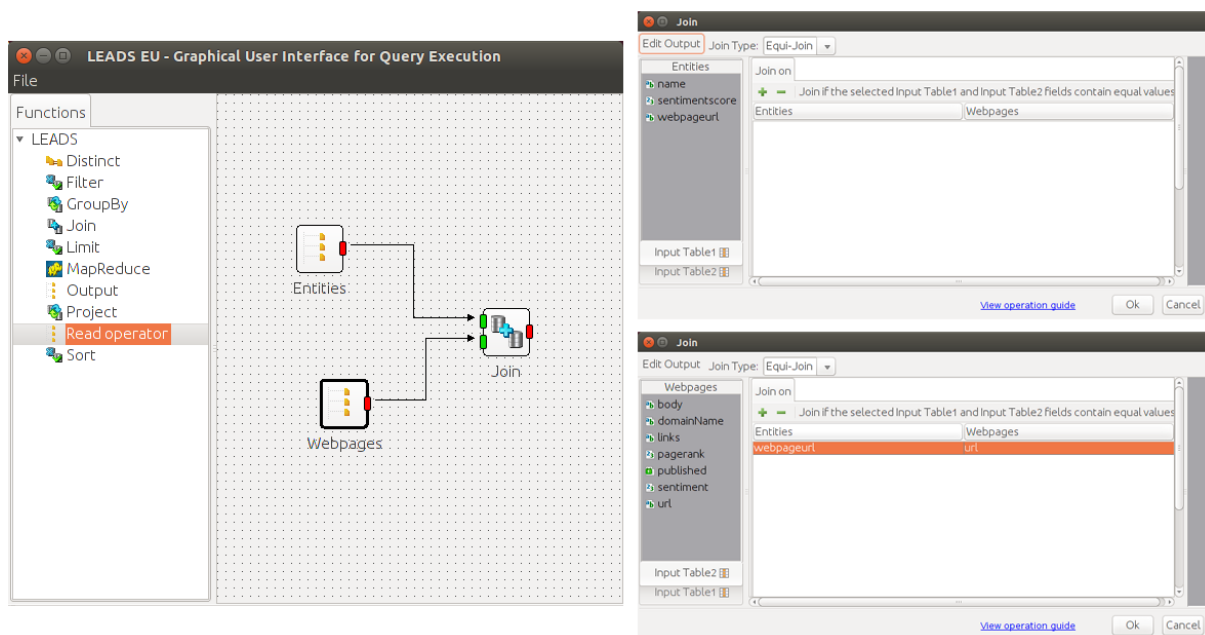 LEADS EU - Graphical User Interface for Query Execution
File
Functions
LEADS
Distinct
Filter
GroupBy
Join
Limit
MapReduce
Output
Project
Read operator
Sort
Entities
Webpages
Join
Join
Edit Output Join Type: Equi-Join
Entities
name
sentimentscore
webpageurl
Input Table1
Input Table2
Join on
Join if the selected Input Table1 and Input Table2 fields contain equal values
Entities Webpages
View operation guide Ok Cancel
Join
Edit Output Join Type: Equi-Join
Webpages
body
domainName
links
pagerank
published
sentiment
url
Input Table2
Input Table1
Join on
Join if the selected Input Table1 and Input Table2 fields contain equal values
Entities Webpages
webpageurl url
View operation guide Ok Cancel